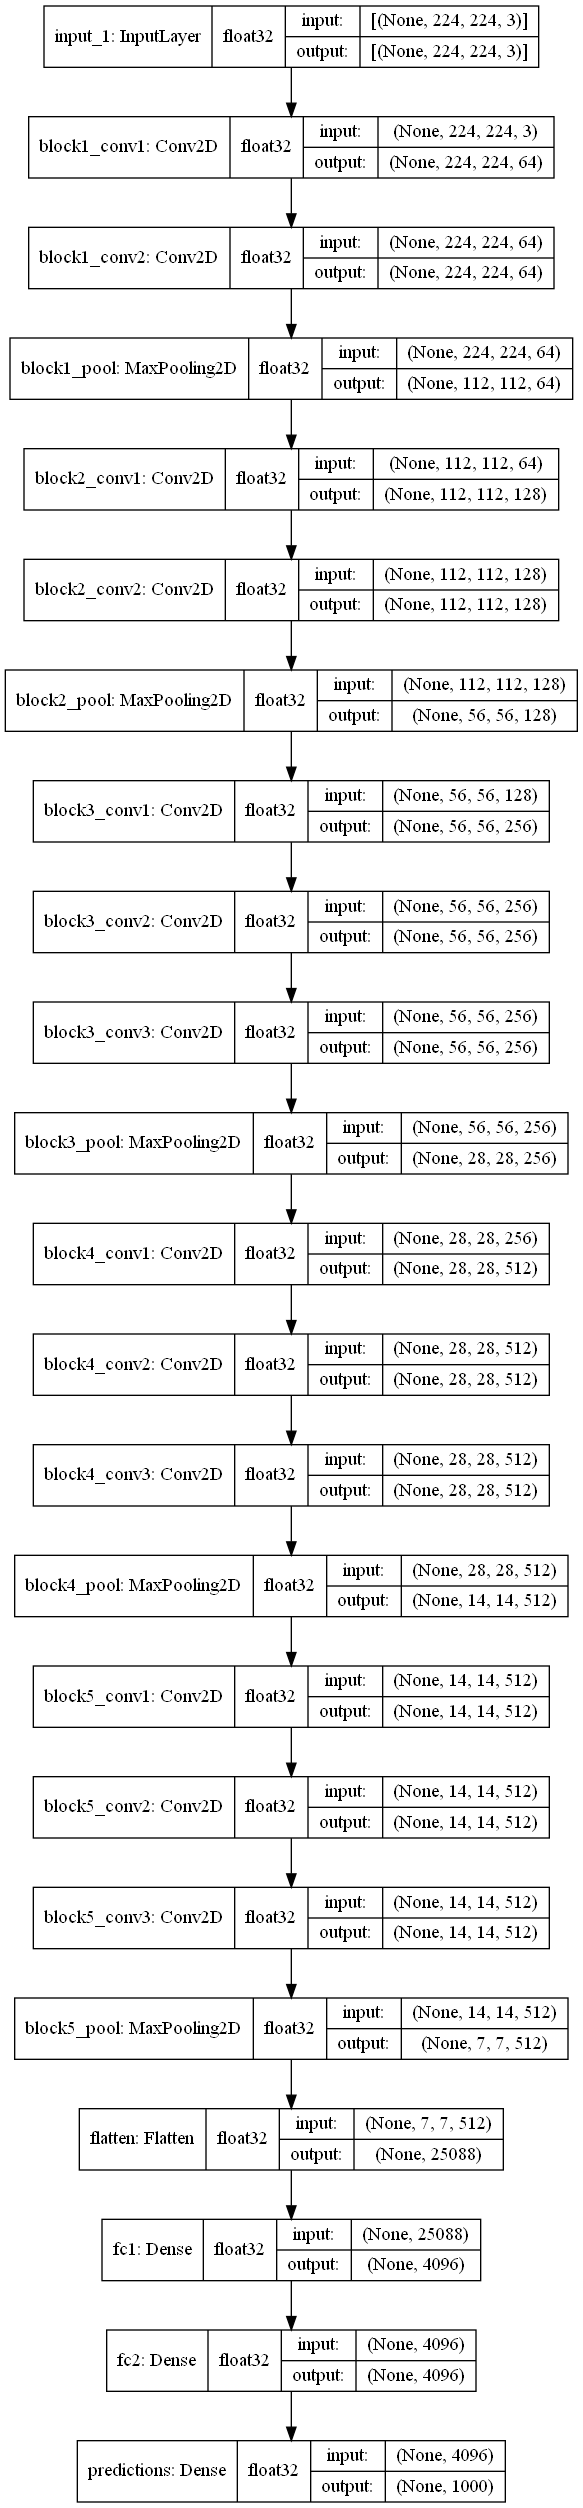 input_1: InputLayer float32 input: [(None, 224, 224, 3)]
output: [(None, 224, 224, 3)]
block1_conv1: Conv2D float32 input: (None, 224, 224, 3)
output: (None, 224, 224, 64)
block1_conv2: Conv2D float32 input: (None, 224, 224, 64)
output: (None, 224, 224, 64)
block1_pool: MaxPooling2D float32 input: (None, 224, 224, 64)
output: (None, 112, 112, 64)
block2_conv1: Conv2D float32 input: (None, 112, 112, 64)
output: (None, 112, 112, 128)
block2_conv2: Conv2D float32 input: (None, 112, 112, 128)
output: (None, 112, 112, 128)
block2_pool: MaxPooling2D float32 input: (None, 112, 112, 128)
output: (None, 56, 56, 128)
block3_conv1: Conv2D float32 input: (None, 56, 56, 128)
output: (None, 56, 56, 256)
block3_conv2: Conv2D float32 input: (None, 56, 56, 256)
output: (None, 56, 56, 256)
block3_conv3: Conv2D float32 input: (None, 56, 56, 256)
output: (None, 56, 56, 256)
block3_pool: MaxPooling2D float32 input: (None, 56, 56, 256)
output: (None, 28, 28, 256)
block4_conv1: Conv2D float32 input: (None, 28, 28, 256)
output: (None, 28, 28, 512)
block4_conv2: Conv2D float32 input: (None, 28, 28, 512)
output: (None, 28, 28, 512)
block4_conv3: Conv2D float32 input: (None, 28, 28, 512)
output: (None, 28, 28, 512)
block4_pool: MaxPooling2D float32 input: (None, 28, 28, 512)
output: (None, 14, 14, 512)
block5_conv1: Conv2D float32 input: (None, 14, 14, 512)
output: (None, 14, 14, 512)
block5_conv2: Conv2D float32 input: (None, 14, 14, 512)
output: (None, 14, 14, 512)
block5_conv3: Conv2D float32 input: (None, 14, 14, 512)
output: (None, 14, 14, 512)
block5_pool: MaxPooling2D float32 input: (None, 14, 14, 512)
output: (None, 7, 7, 512)
flatten: Flatten float32 input: (None, 7, 7, 512)
output: (None, 25088)
fc1: Dense float32 input: (None, 25088)
output: (None, 4096)
fc2: Dense float32 input: (None, 4096)
output: (None, 4096)
predictions: Dense float32 input: (None, 4096)
output: (None, 1000)